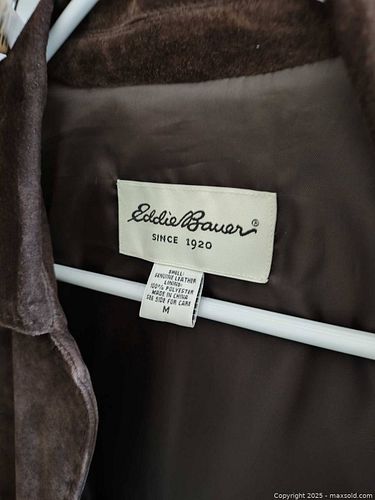 Eddie Bauer®
SINCE 1920
SHELL:
GENUINE LEATHER
LINING:
100% POLYESTER
MADE IN CHINA
SEE SIDE FOR CARE
M
Copyright 2025 - maxsold.com